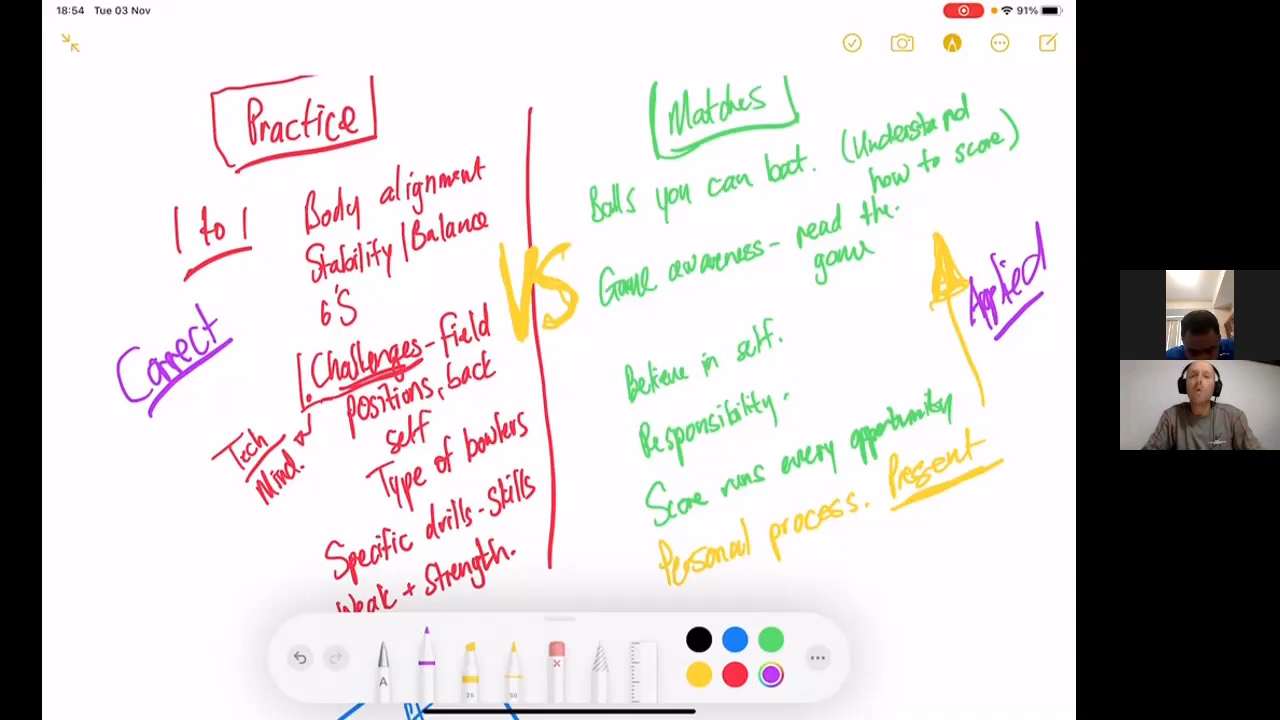 18:54 Tue 03 Nov
91%
Practice
1 to 1
Body alignment
Stability / Balance
6'S
Correct
! Challenges - field
positions, back
self
Tech
Mind.
Type of bowlers
Specific drills - skills
Weak + strength.
VS
Matches
Balls you can bat. (Understand
how to score)
Game awareness - read the.
game
Applied
Believe in self.
Responsibility.
Score runs every opportunity
Personal process. Present
A
25
50